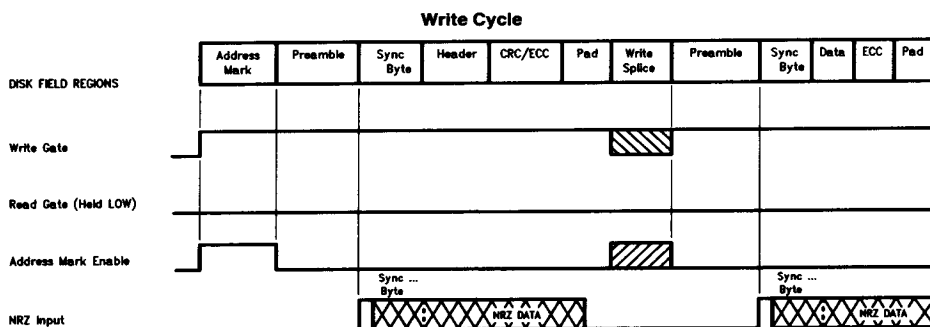 Write Cycle
Address Mark
Preamble
Sync Byte
Header
CRC/ECC
Pad
Write Splice
Preamble
Sync Byte
Data
ECC
Pad
DISK FIELD REGIONS
Write Gate
Read Gate (Held LOW)
Address Mark Enable
Sync ...
Byte
Sync ...
Byte
NRZ Input
NRZ DATA
NRZ DATA